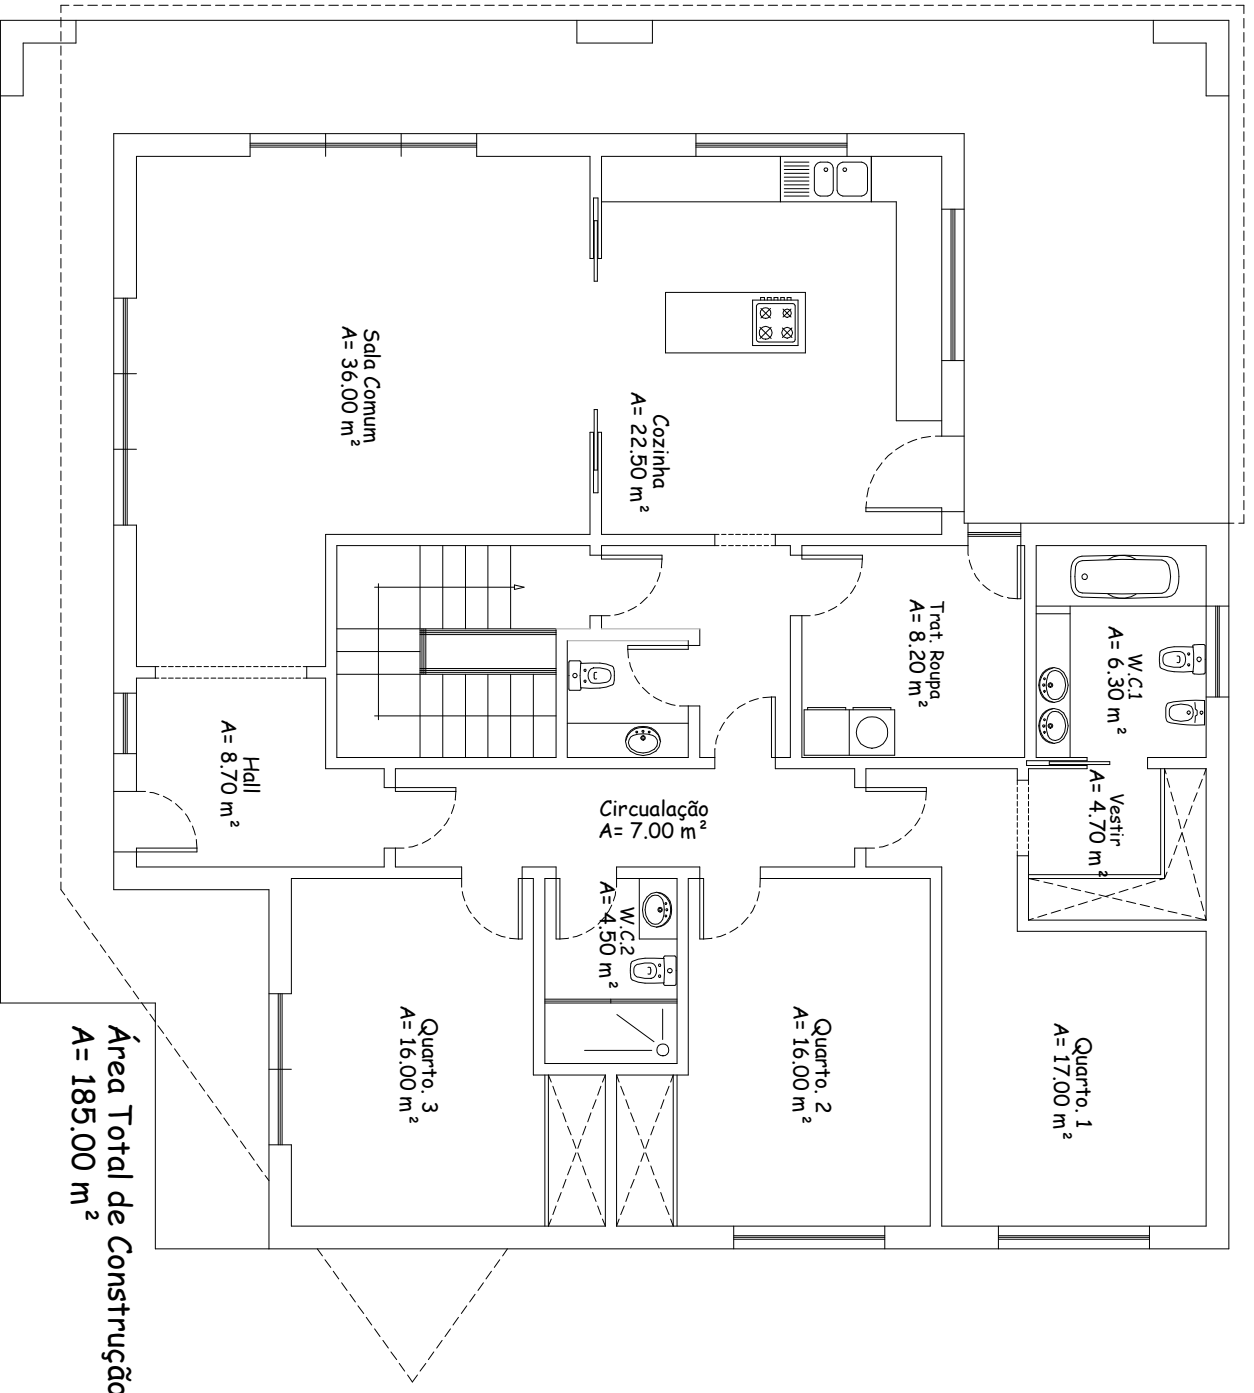 Sala Comum
A= 36.00 m²
Cozinha
A= 22.50 m²
Trat. Roupa
A= 8.20 m²
W.C.1
A= 6.30 m²
Vestir
A= 4.70 m²
Hall
A= 8.70 m²
Circualação
A= 7.00 m²
W.C.2
A= 4.50 m²
Quarto. 3
A= 16.00 m²
Quarto. 2
A= 16.00 m²
Quarto. 1
A= 17.00 m²
Área Total de Construção
A= 185.00 m²